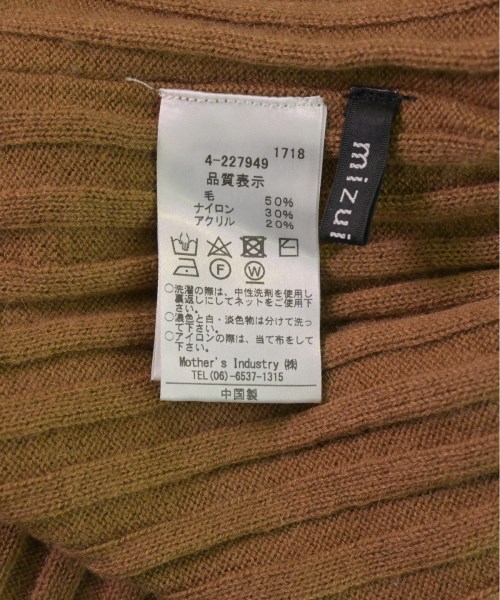 1718
4-227949
品質表示
毛 50%
ナイロン 30%
アクリル 20%
F W
○洗濯の際は、中性洗剤を使用し
裏返しにしてネットをご使用下
さい。
○濃色と白・淡色物は分けて洗っ
て下さい。
○アイロンの際は、当て布をして
下さい。
Mother's Industry ㈱
TEL(06)-6537-1315
中国製
mizui